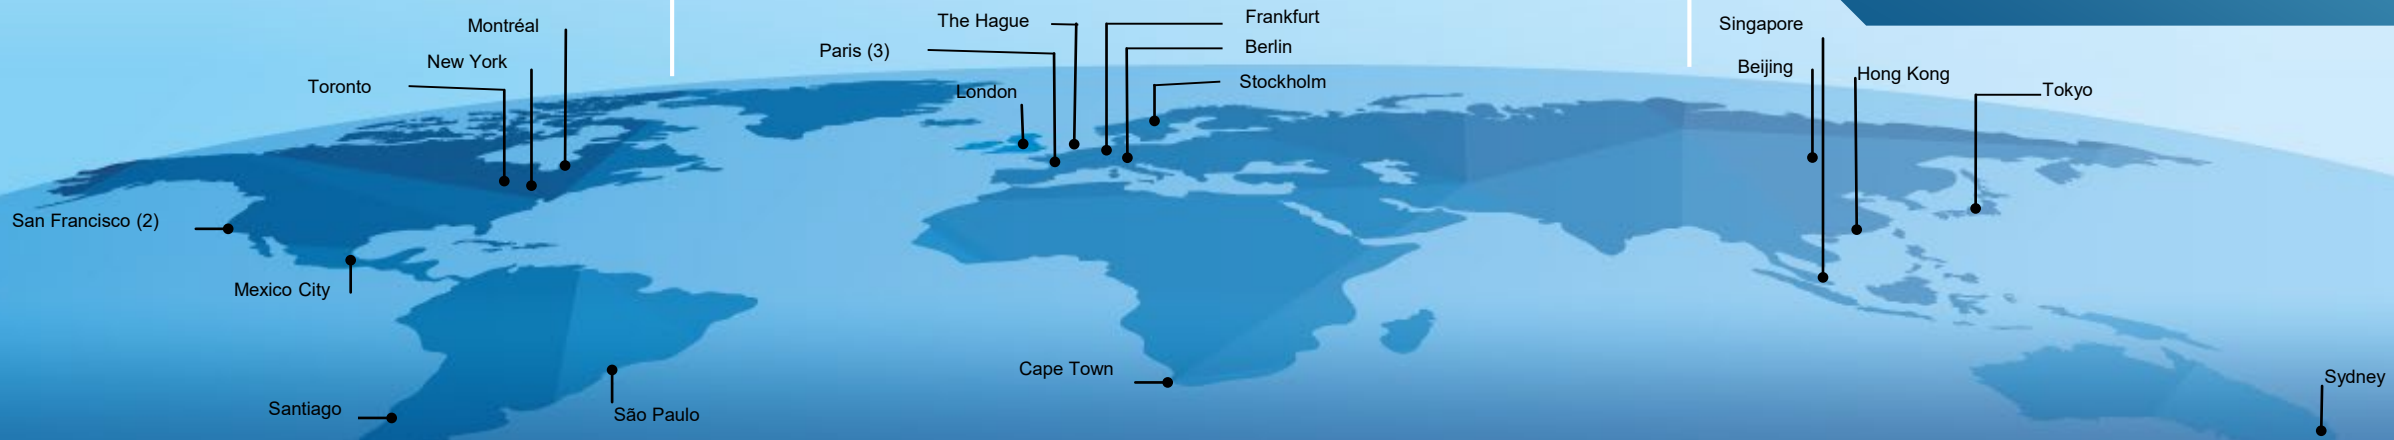 Montréal
New York
Toronto
San Francisco (2)
Mexico City
Santiago
São Paulo
The Hague
Paris (3)
London
Frankfurt
Berlin
Stockholm
Cape Town
Singapore
Beijing
Hong Kong
Tokyo
Sydney